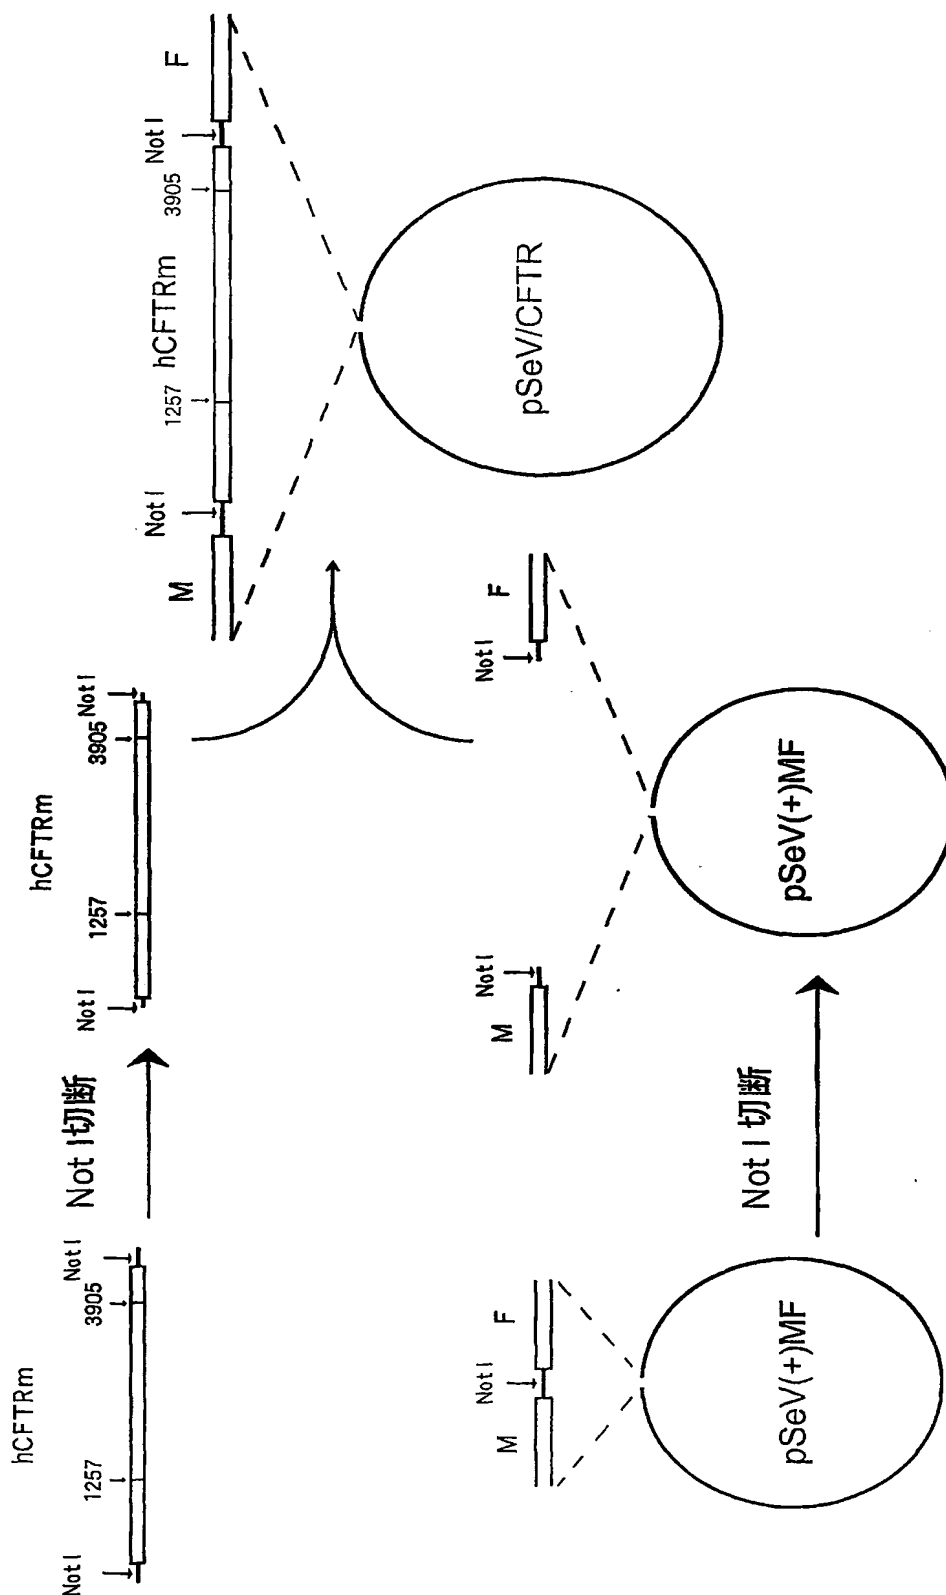 hCFTRm
Not I
1257
3905
Not I
Not I 切断
hCFTRm
Not I
1257
3905
Not I
M
Not I
F
pSeV(+)MF
Not I 切断
M
Not I
Not I
F
pSeV(+)MF
M
Not I
1257
hCFTRm
3905
Not I
F
pSeV/CFTR